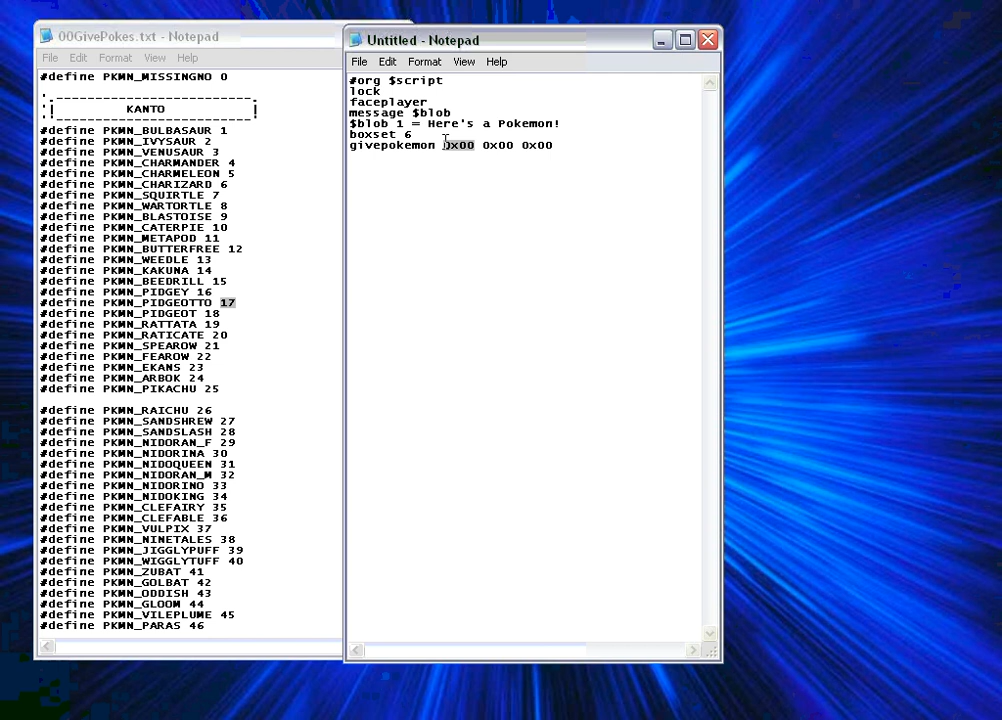 00GivePokes.txt - Notepad
File Edit Format View Help
#define PKMN_MISSINGNO 0
KANTO
#define PKMN_BULBASAUR 1
#define PKMN_IVYSAUR 2
#define PKMN_VENUSAUR 3
#define PKMN_CHARMANDER 4
#define PKMN_CHARMELEON 5
#define PKMN_CHARIZARD 6
#define PKMN_SQUIRTLE 7
#define PKMN_WARTORTLE 8
#define PKMN_BLASTOISE 9
#define PKMN_CATERPIE 10
#define PKMN_METAPOD 11
#define PKMN_BUTTERFREE 12
#define PKMN_WEEDLE 13
#define PKMN_KAKUNA 14
#define PKMN_BEEDRILL 15
#define PKMN_PIDGEY 16
#define PKMN_PIDGEOTTO 17
#define PKMN_PIDGEOT 18
#define PKMN_RATTATA 19
#define PKMN_RATICATE 20
#define PKMN_SPEAROW 21
#define PKMN_FEAROW 22
#define PKMN_EKANS 23
#define PKMN_ARBOK 24
#define PKMN_PIKACHU 25
#define PKMN_RAICHU 26
#define PKMN_SANDSHREW 27
#define PKMN_SANDSLASH 28
#define PKMN_NIDORAN_F 29
#define PKMN_NIDORINA 30
#define PKMN_NIDOQUEEN 31
#define PKMN_NIDORAN_M 32
#define PKMN_NIDORINO 33
#define PKMN_NIDOKING 34
#define PKMN_CLEFAIRY 35
#define PKMN_CLEFABLE 36
#define PKMN_VULPIX 37
#define PKMN_NINETALES 38
#define PKMN_JIGGLYPUFF 39
#define PKMN_WIGGLYTUFF 40
#define PKMN_ZUBAT 41
#define PKMN_GOLBAT 42
#define PKMN_ODDISH 43
#define PKMN_GLOOM 44
#define PKMN_VILEPLUME 45
#define PKMN_PARAS 46
Untitled - Notepad
File Edit Format View Help
#org $script
lock
faceplayer
message $blob
$blob 1 = Here's a Pokemon!
boxset 6
givepokemon 0x00 0x00 0x00